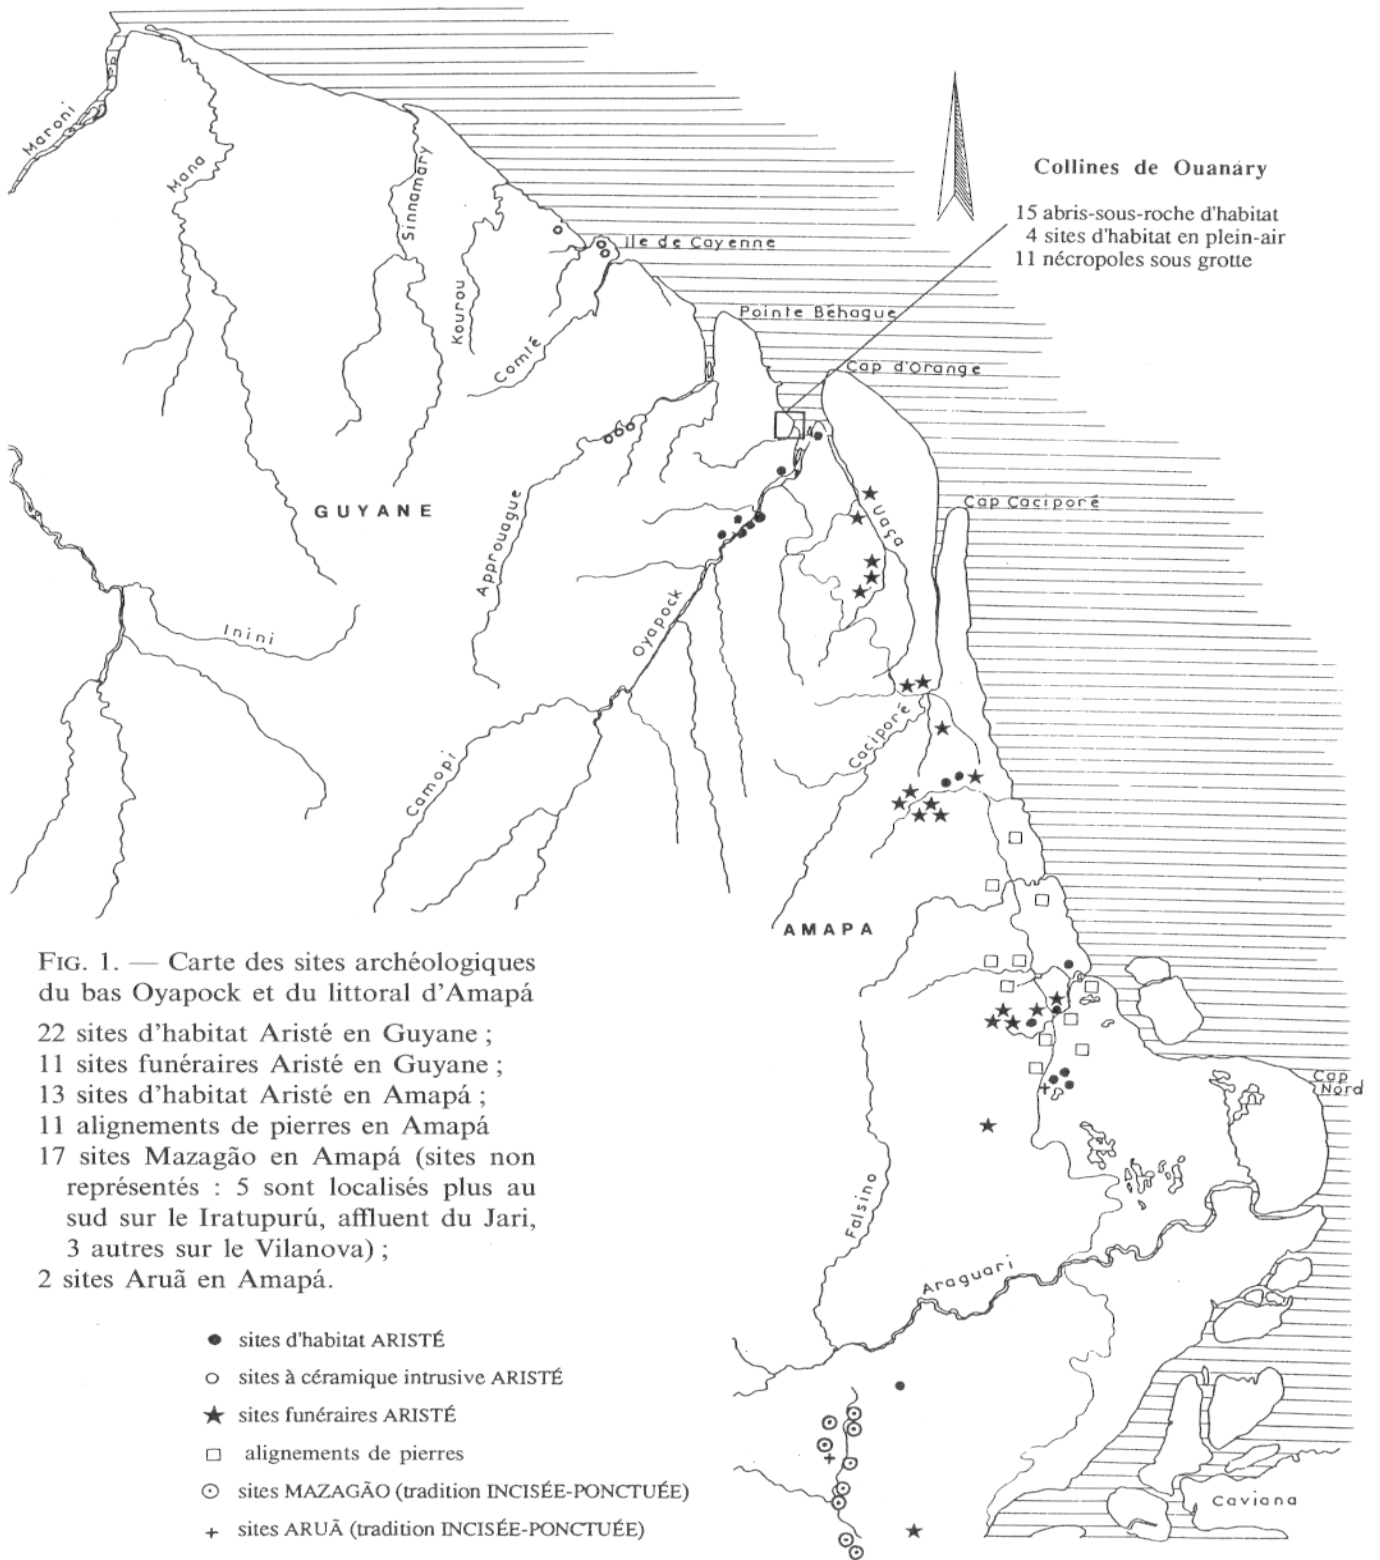 Maroni
Mana
Sinnamary
Kourou
Comté
Ile de Cayenne
Collines de Ouanary
15 abris-sous-roche d'habitat
4 sites d'habitat en plein-air
11 nécropoles sous grotte
Pointe Béhague
Cap d'Orange
GUYANE
Approuague
Uaça
Cap Caciporé
Oyapock
Inini
Camopi
Caciporé
AMAPA
FIG. 1. — Carte des sites archéologiques
du bas Oyapock et du littoral d'Amapá
22 sites d'habitat Aristé en Guyane ;
11 sites funéraires Aristé en Guyane ;
13 sites d'habitat Aristé en Amapá ;
11 alignements de pierres en Amapá
17 sites Mazagão en Amapá (sites non
représentés : 5 sont localisés plus au
sud sur le Iratupurú, affluent du Jari,
3 autres sur le Vilanova) ;
2 sites Aruã en Amapá.
Cap
Nord
Falsino
Araguari
Caviana
sites d'habitat ARISTÉ
sites à céramique intrusive ARISTÉ
sites funéraires ARISTÉ
alignements de pierres
sites MAZAGÃO (tradition INCISÉE-PONCTUÉE)
sites ARUÃ (tradition INCISÉE-PONCTUÉE)